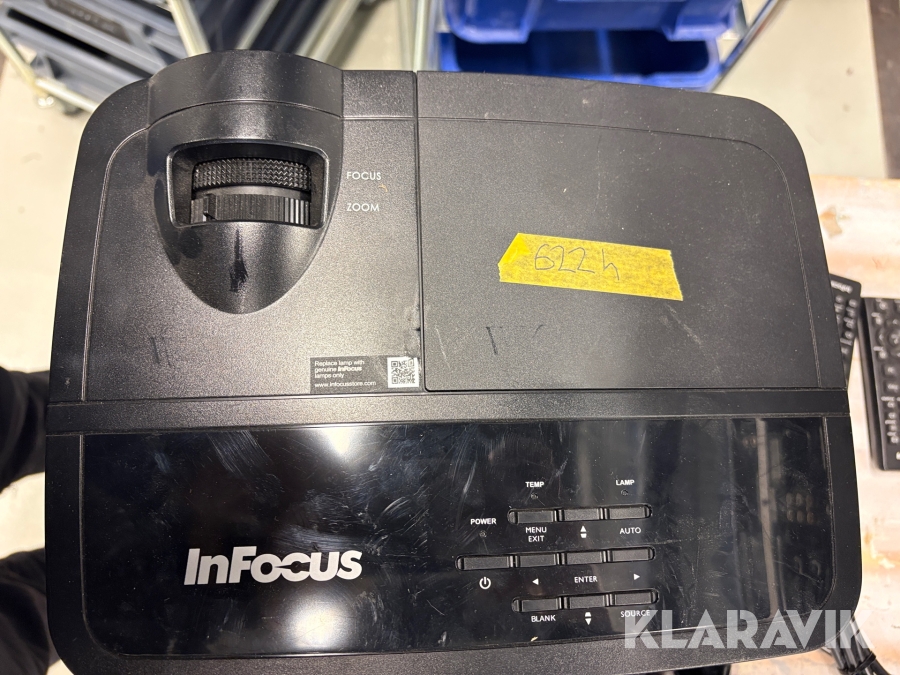 FOCUS
ZOOM
622h
Replace lamp with
genuine InFocus
lamps only
www.infocusstore.com
TEMP
LAMP
POWER
MENU
EXIT
AUTO
ENTER
BLANK
SOURCE
InFocus
KLARAVIK